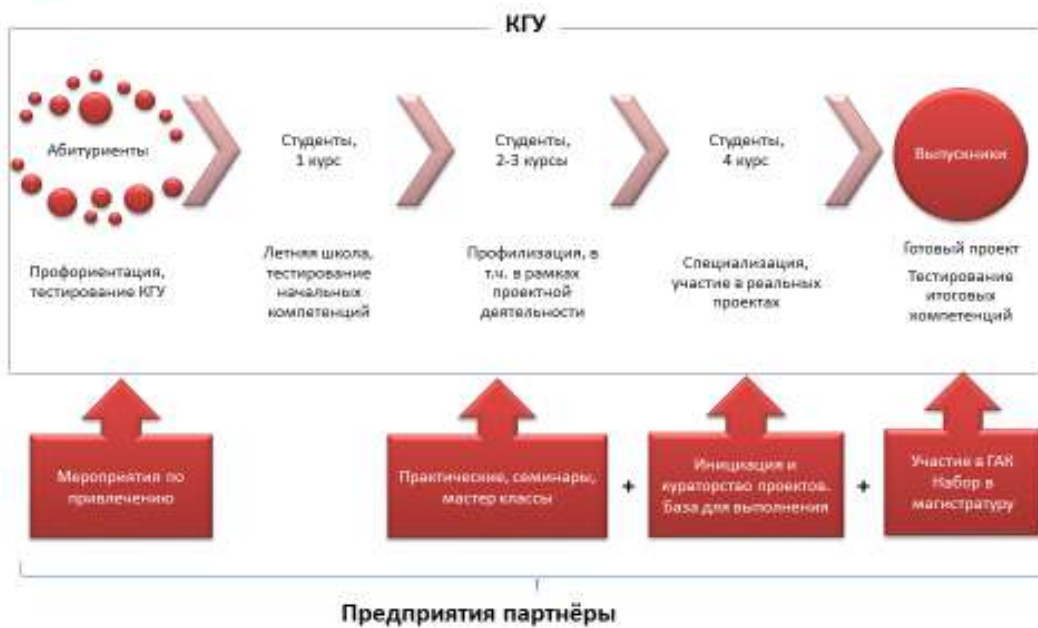 КГУ
Абитуриенты
Студенты,
1 курс
Студенты,
2-3 курсы
Студенты,
4 курс
Выпускники
Профориентация,
тестирование КГУ
Летняя школа,
тестирование
начальных
компетенций
Профилизация, в
т.ч. в рамках
проектной
деятельности
Специализация,
участие в реальных
проектах
Готовый проект
Тестирование
итоговых
компетенций
Мероприятия по
привлечению
Практические, семинары,
мастер классы
+
Инициация и
кураторство проектов.
База для выполнения
+
Участие в ГАК
Набор в
магистратуру
Предприятия партнёры